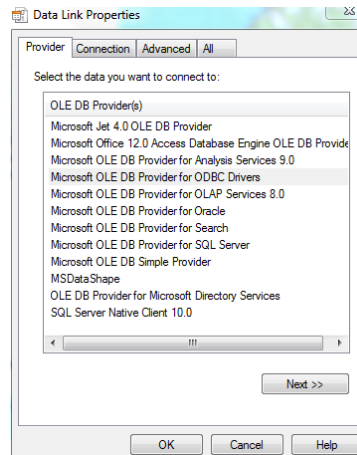 Data Link Properties
Provider Connection Advanced All
Select the data you want to connect to:
OLE DB Provider(s)
Microsoft Jet 4.0 OLE DB Provider
Microsoft Office 12.0 Access Database Engine OLE DB Provide
Microsoft OLE DB Provider for Analysis Services 9.0
Microsoft OLE DB Provider for ODBC Drivers
Microsoft OLE DB Provider for OLAP Services 8.0
Microsoft OLE DB Provider for Oracle
Microsoft OLE DB Provider for Search
Microsoft OLE DB Provider for SQL Server
Microsoft OLE DB Simple Provider
MSDataShape
OLE DB Provider for Microsoft Directory Services
SQL Server Native Client 10.0
Next >>
OK Cancel Help